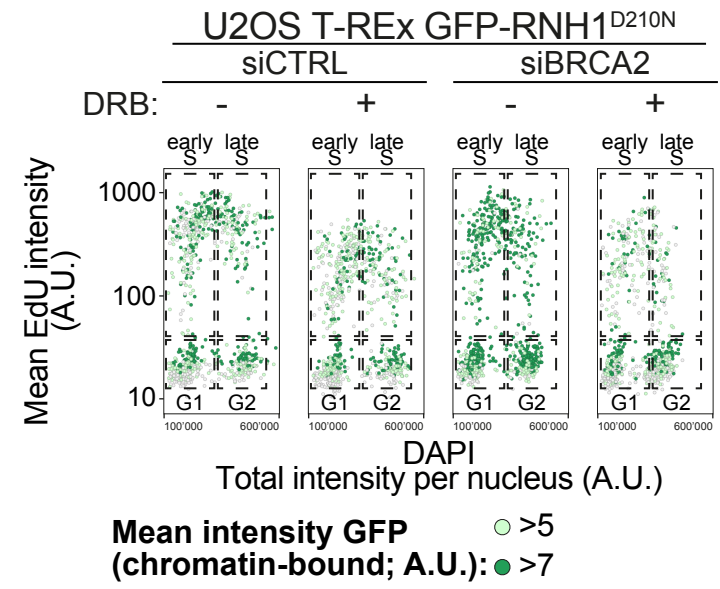 U2OS T-REx GFP-RNH1D210N
siCTRL siBRCA2
DRB: - + - +
early late early late early late early late
S S S S S S S S
Mean EdU intensity
(A.U.)
1000
100
10
G1 G2 G1 G2 G1 G2 G1 G2
100'000 600'000 100'000 600'000 100'000 600'000 100'000 600'000
DAPI
Total intensity per nucleus (A.U.)
Mean intensity GFP >5
(chromatin-bound; A.U.): >7